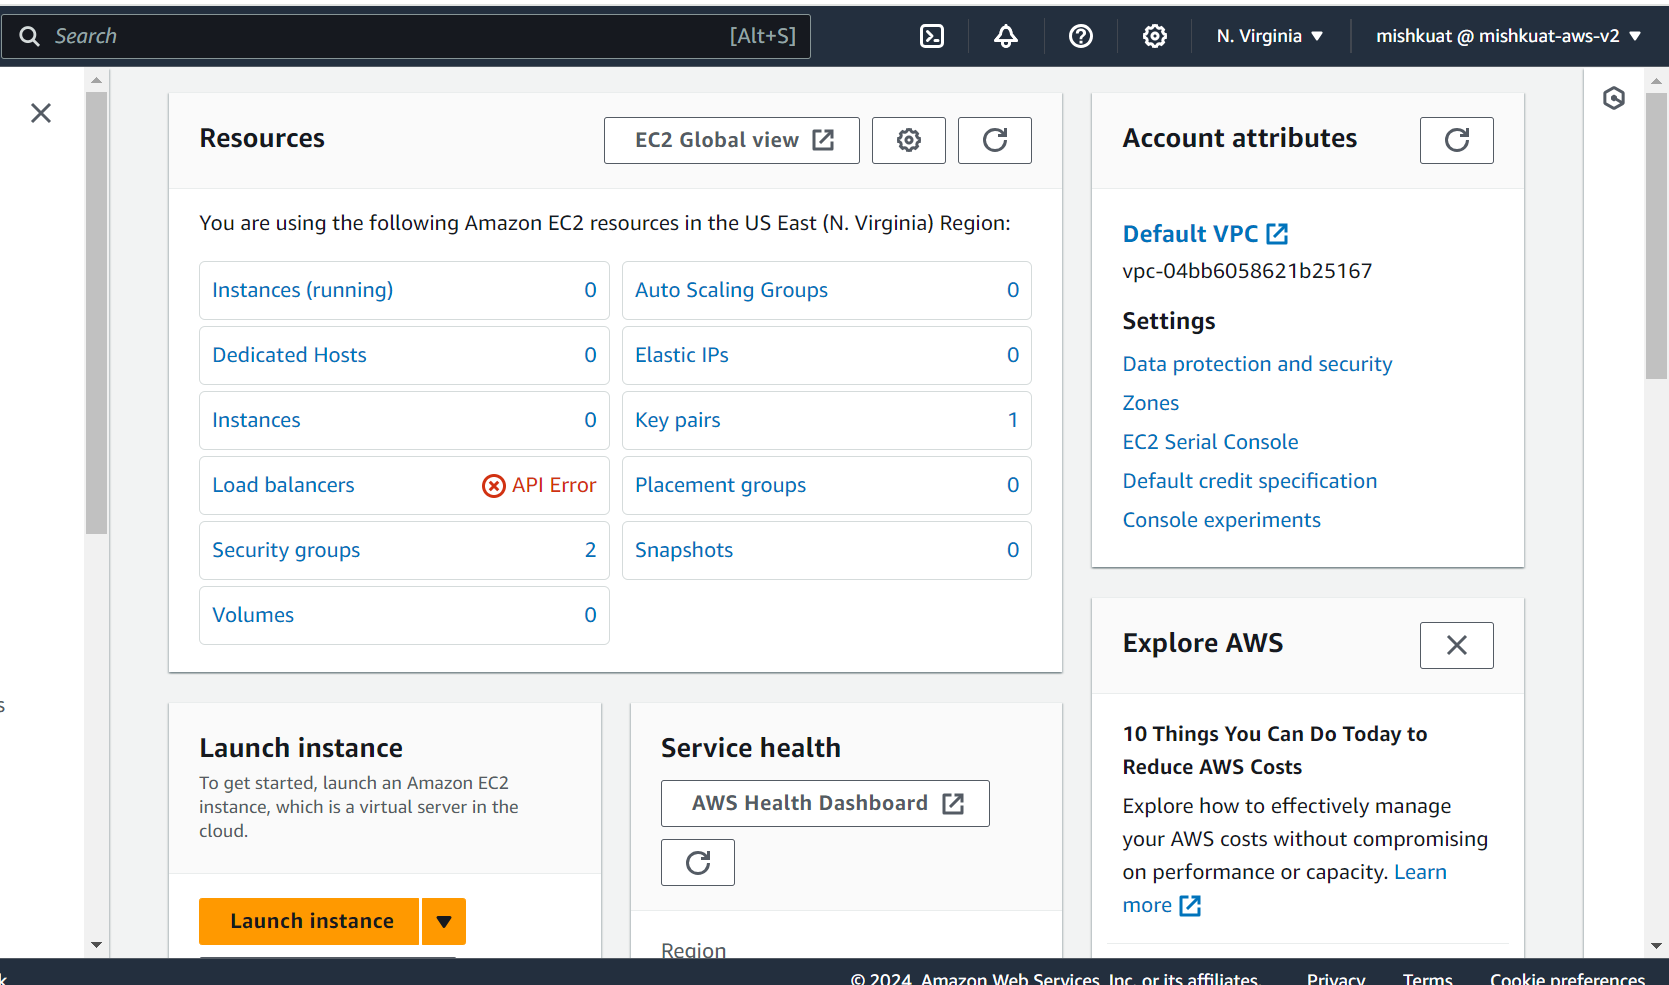 Search [Alt+S] N. Virginia mishkuat @ mishkuat-aws-v2
Resources
EC2 Global view
You are using the following Amazon EC2 resources in the US East (N. Virginia) Region:
Instances (running) 0
Auto Scaling Groups 0
Dedicated Hosts 0
Elastic IPs 0
Instances 0
Key pairs 1
Load balancers API Error
Placement groups 0
Security groups 2
Snapshots 0
Volumes 0
Account attributes
Default VPC
vpc-04bb6058621b25167
Settings
Data protection and security
Zones
EC2 Serial Console
Default credit specification
Console experiments
s
Launch instance
To get started, launch an Amazon EC2
instance, which is a virtual server in the
cloud.
Launch instance
Service health
AWS Health Dashboard
Region
Explore AWS
10 Things You Can Do Today to
Reduce AWS Costs
Explore how to effectively manage
your AWS costs without compromising
on performance or capacity. Learn
more
k © 2024, Amazon Web Services, Inc. or its affiliates. Privacy Terms Cookie preferences